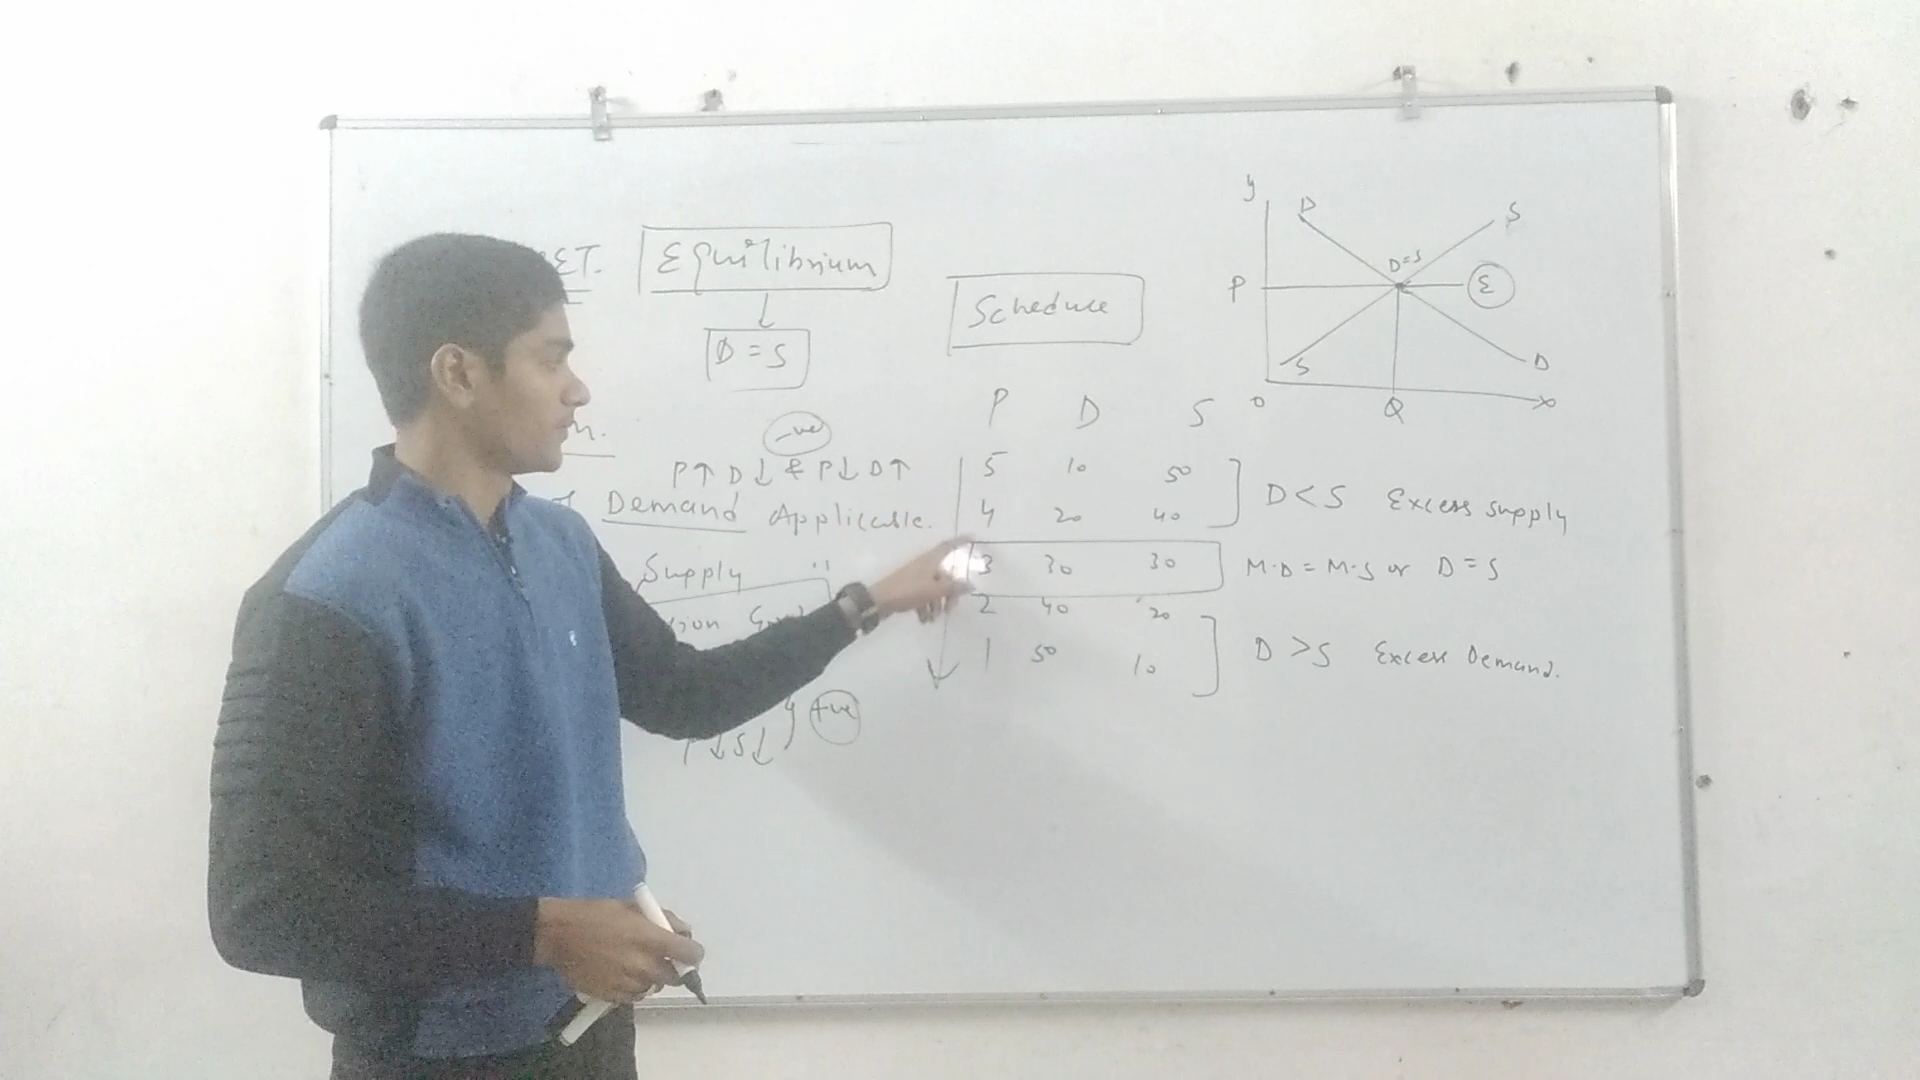 Equilibrium
D = S
-ve
P↑ D↓ & P↓ D↑
Demand Applicable.
Supply "
+ve
↓ S↓
Schedule
P D S
5 10 50
4 20 40
3 30 30
2 40 20
1 50 10
D < S Excess supply
M.D = M.S or D = S
D > S Excess Demand.
y
D S
D=S
P E
S D
O Q X